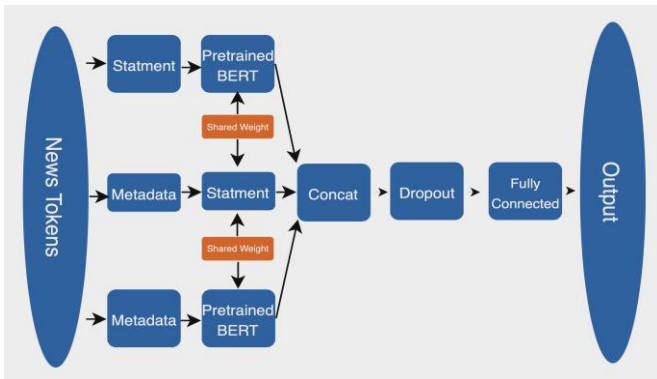 News Tokens
Statment
Pretrained
BERT
Shared Weight
Metadata
Statment
Concat
Dropout
Fully
Connected
Output
Shared Weight
Metadata
Pretrained
BERT